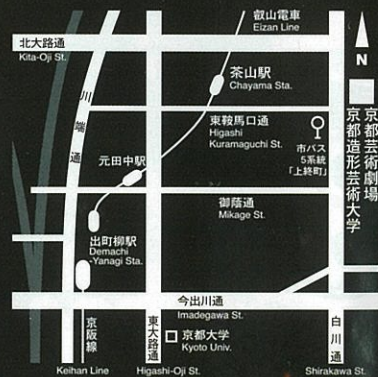 叡山電車
Eizan Line
北大路通
Kita-Oji St.
N
茶山駅
Chayama Sta.
川端通
東鞍馬口通
Higashi
Kuramaguchi St.
市バス
5系統
「上終町」
京都芸術劇場
京都造形芸術大学
元田中駅
御蔭通
Mikage St.
出町柳駅
Demachi
-Yanagi Sta.
今出川通
Imadegawa St.
京阪線
東大路通
京都大学
Kyoto Univ.
白川通
Keihan Line
Higashi-Oji St.
Shirakawa St.